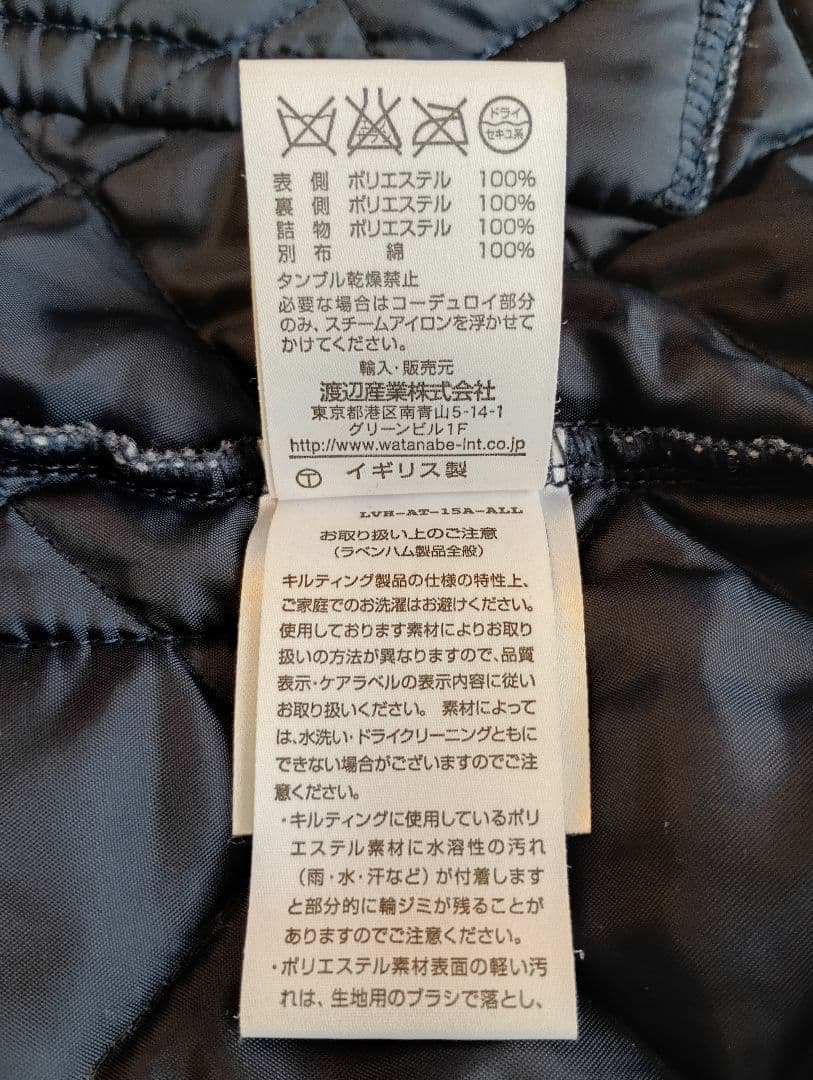 エンソ
サラシ
ドライ
セキユ系
表側 ポリエステル 100%
裏側 ポリエステル 100%
詰物 ポリエステル 100%
別布 綿 100%
タンブル乾燥禁止
必要な場合はコーデュロイ部分
のみ、スチームアイロンを浮かせて
かけてください。
輸入・販売元
渡辺産業株式会社
東京都港区南青山5-14-1
グリーンビル1F
http://www.watanabe-int.co.jp
T イギリス製
LVH-AT-15A-ALL
お取り扱い上のご注意
(ラベンハム製品全般)
キルティング製品の仕様の特性上、
ご家庭でのお洗濯はお避けください。
使用しております素材によりお取り
扱いの方法が異なりますので、品質
表示・ケアラベルの表示内容に従い
お取り扱いください。 素材によって
は、水洗い・ドライクリーニングともに
できない場合がございますのでご注
意ください。
・キルティングに使用しているポリ
エステル素材に水溶性の汚れ
(雨・水・汗など)が付着します
と部分的に輪ジミが残ることが
ありますのでご注意ください。
・ポリエステル素材表面の軽い汚
れは、生地用のブラシで落とし、